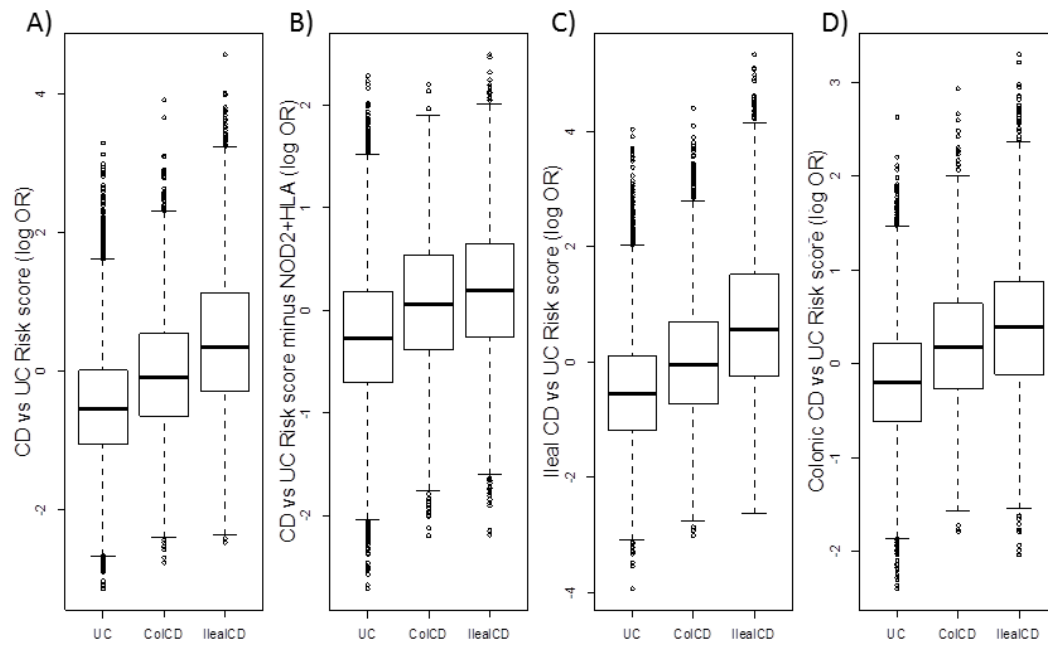 A)
CD vs UC Risk score (log OR)
4
2
0
-2
UC ColCD IlealCD
B)
CD vs UC Risk score minus NOD2+HLA (log OR)
2
1
0
-1
-2
UC ColCD IlealCD
C)
Ileal CD vs UC Risk score (log OR)
4
2
0
-2
-4
UC ColCD IlealCD
D)
Colonic CD vs UC Risk score (log OR)
3
2
1
0
-1
-2
UC ColCD IlealCD